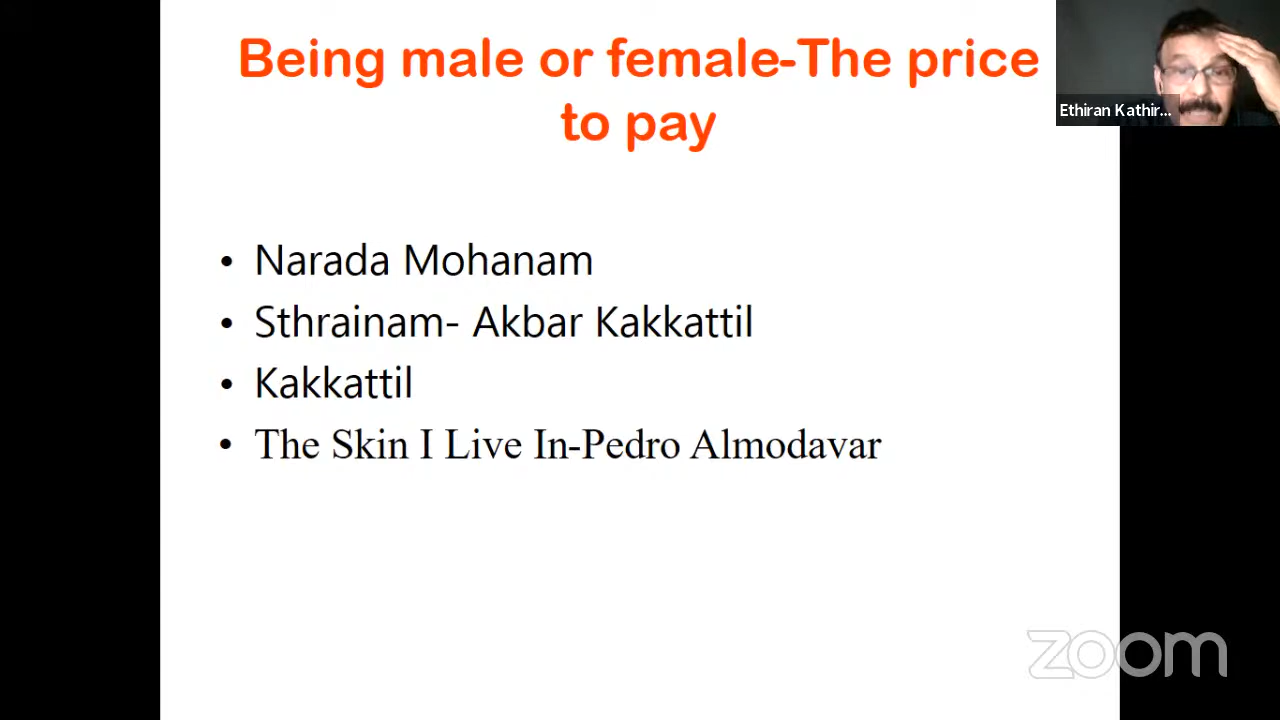 Being male or female-The price
to pay
Ethiran Kathir...
• Narada Mohanam
• Sthrainam- Akbar Kakkattil
• Kakkattil
• The Skin I Live In-Pedro Almodavar
zoom